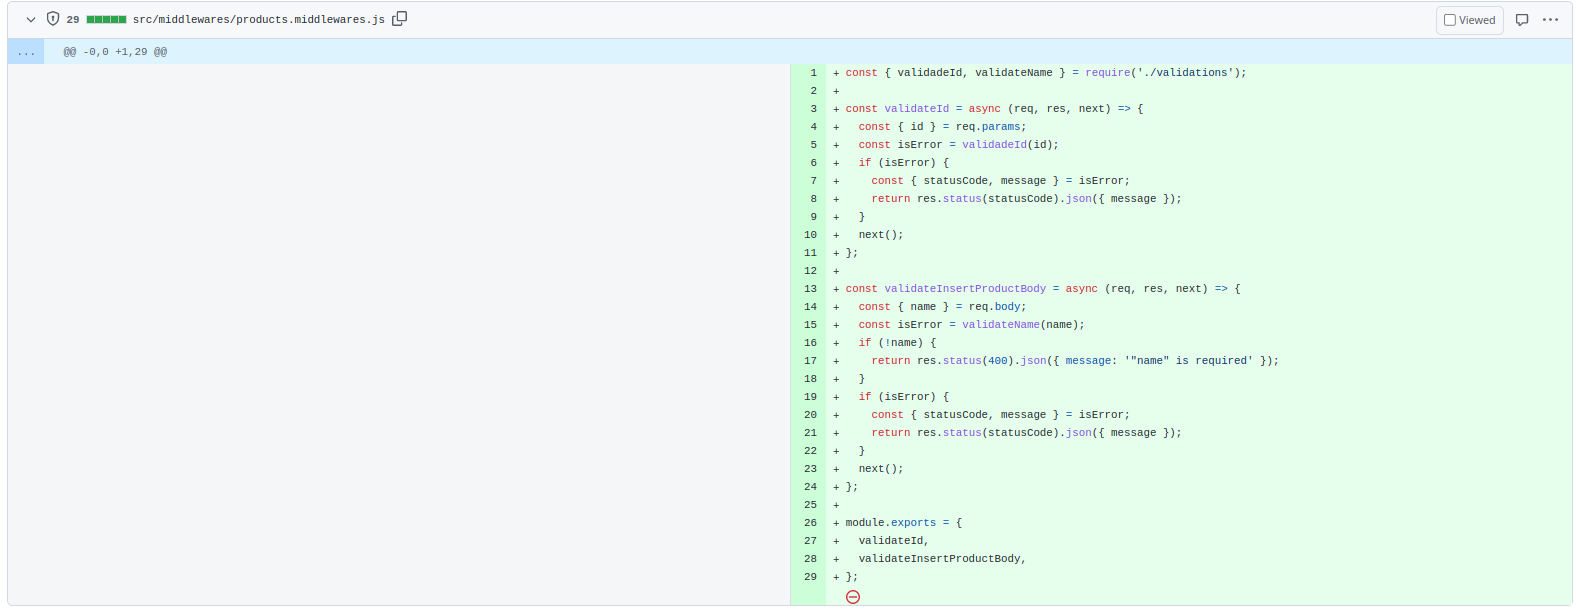 29 src/middlewares/products.middlewares.js Viewed
... @@ -0,0 +1,29 @@
1 + const { validadeId, validateName } = require('./validations');
2 +
3 + const validateId = async (req, res, next) => {
4 + const { id } = req.params;
5 + const isError = validadeId(id);
6 + if (isError) {
7 + const { statusCode, message } = isError;
8 + return res.status(statusCode).json({ message });
9 + }
10 + next();
11 + };
12 +
13 + const validateInsertProductBody = async (req, res, next) => {
14 + const { name } = req.body;
15 + const isError = validateName(name);
16 + if (!name) {
17 + return res.status(400).json({ message: '"name" is required' });
18 + }
19 + if (isError) {
20 + const { statusCode, message } = isError;
21 + return res.status(statusCode).json({ message });
22 + }
23 + next();
24 + };
25 +
26 + module.exports = {
27 + validateId,
28 + validateInsertProductBody,
29 + };